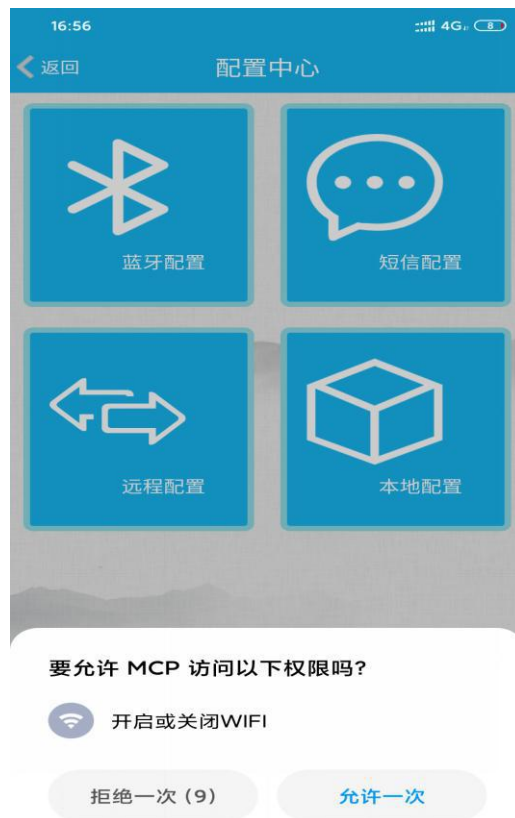 16:56
4G 8
返回
配置中心
蓝牙配置
短信配置
远程配置
本地配置
要允许 MCP 访问以下权限吗?
开启或关闭WIFI
拒绝一次 (9)
允许一次